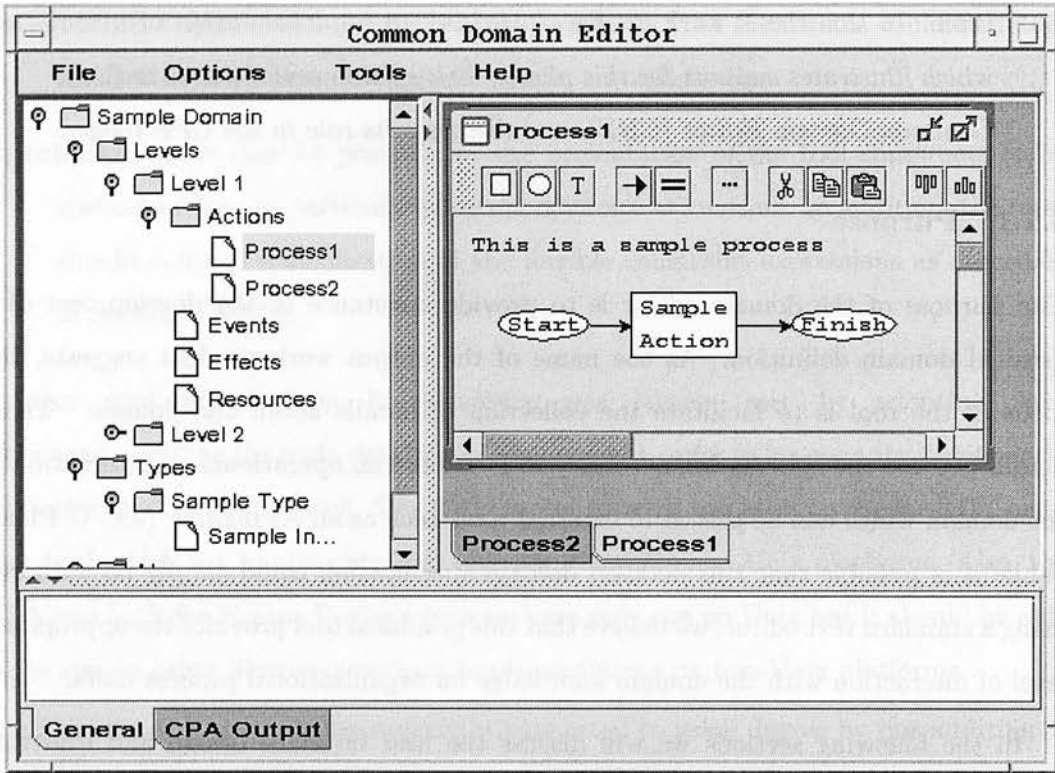 Common Domain Editor
File Options Tools Help
Sample Domain
Levels
Level 1
Actions
Process1
Process2
Events
Effects
Resources
Level 2
Types
Sample Type
Sample In...
Process1
T
...
This is a sample process
Start
Sample
Action
Finish
Process2 Process1
General CPA Output